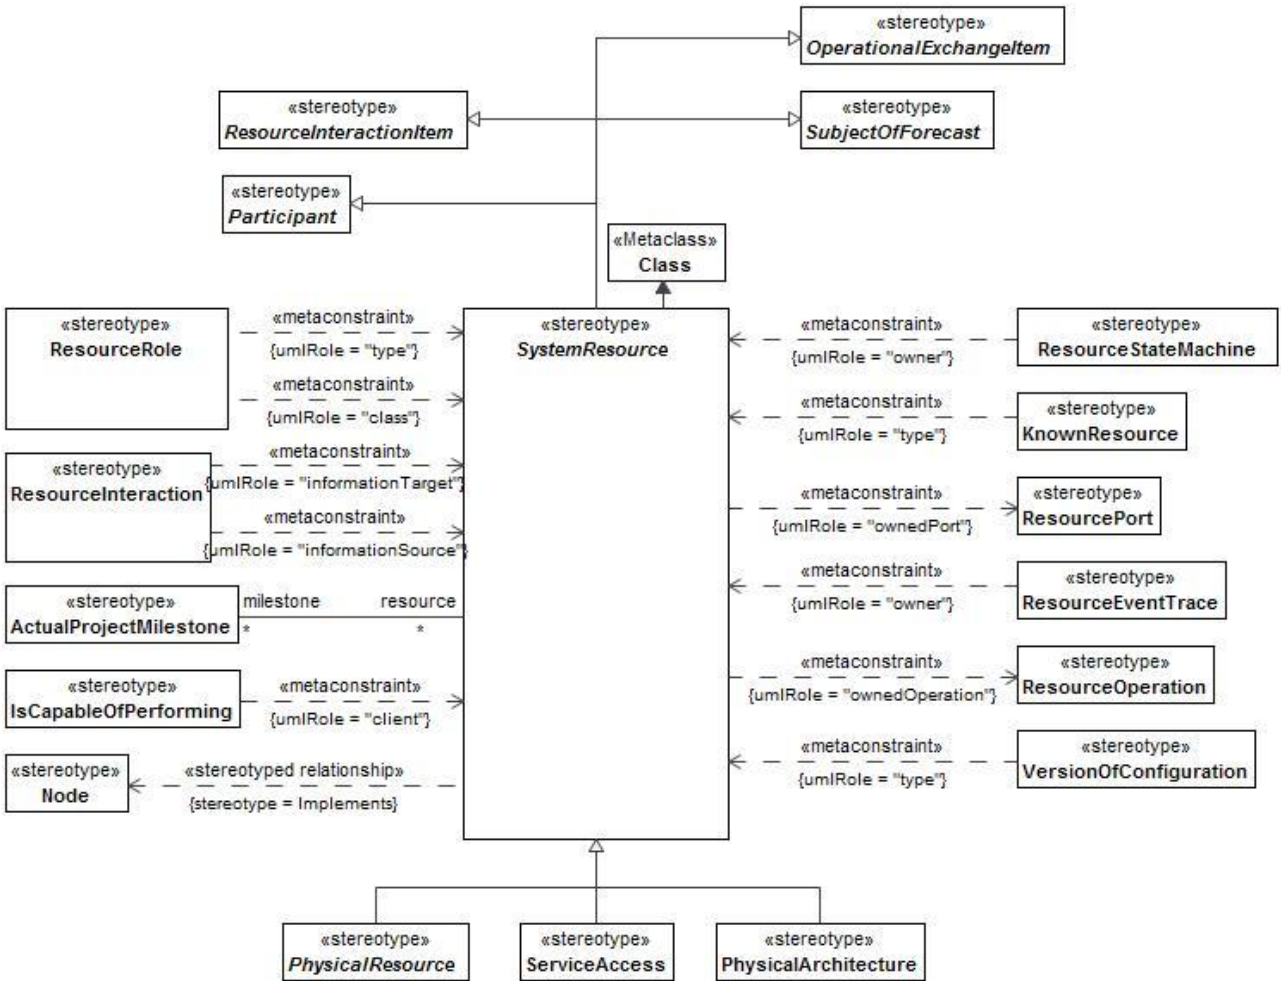 «stereotype»
OperationalExchangeItem
«stereotype»
ResourceInteractionItem
«stereotype»
SubjectOfForecast
«stereotype»
Participant
«Metaclass»
Class
«stereotype»
ResourceRole
«metaconstraint»
{umlRole = "type"}
«metaconstraint»
{umlRole = "class"}
«stereotype»
ResourceInteraction
«metaconstraint»
{umlRole = "informationTarget"}
«metaconstraint»
{umlRole = "informationSource"}
«stereotype»
ActualProjectMilestone
milestone
resource
*
*
«stereotype»
IsCapableOfPerforming
«metaconstraint»
{umlRole = "client"}
«stereotype»
Node
«stereotyped relationship»
{stereotype = Implements}
«stereotype»
SystemResource
«metaconstraint»
{umlRole = "owner"}
«stereotype»
ResourceStateMachine
«metaconstraint»
{umlRole = "type"}
«stereotype»
KnownResource
«metaconstraint»
{umlRole = "ownedPort"}
«stereotype»
ResourcePort
«metaconstraint»
{umlRole = "owner"}
«stereotype»
ResourceEventTrace
«metaconstraint»
{umlRole = "ownedOperation"}
«stereotype»
ResourceOperation
«metaconstraint»
{umlRole = "type"}
«stereotype»
VersionOfConfiguration
«stereotype»
PhysicalResource
«stereotype»
ServiceAccess
«stereotype»
PhysicalArchitecture